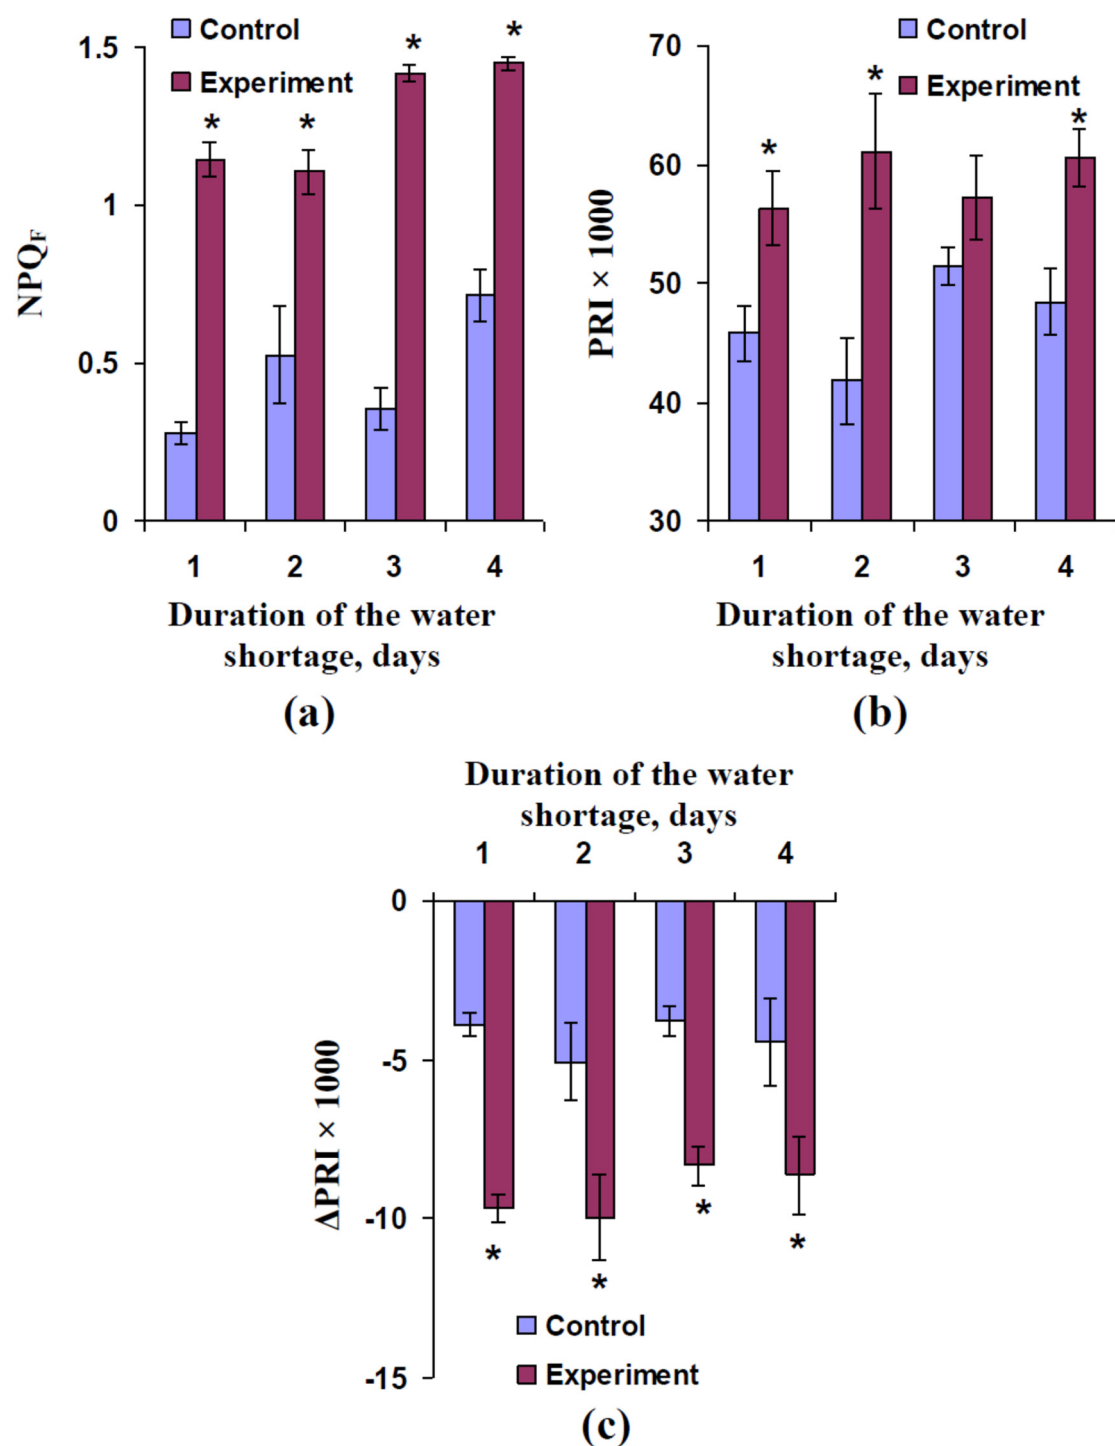 Control
Experiment
1.5
1
0.5
0
*
*
*
*
NPQF
1
2
3
4
Duration of the water
shortage, days
(a)
Control
Experiment
70
60
50
40
30
*
*
*
PRI × 1000
1
2
3
4
Duration of the water
shortage, days
(b)
Duration of the water
shortage, days
1
2
3
4
0
-5
-10
-15
ΔPRI × 1000
*
*
*
*
Control
Experiment
(c)